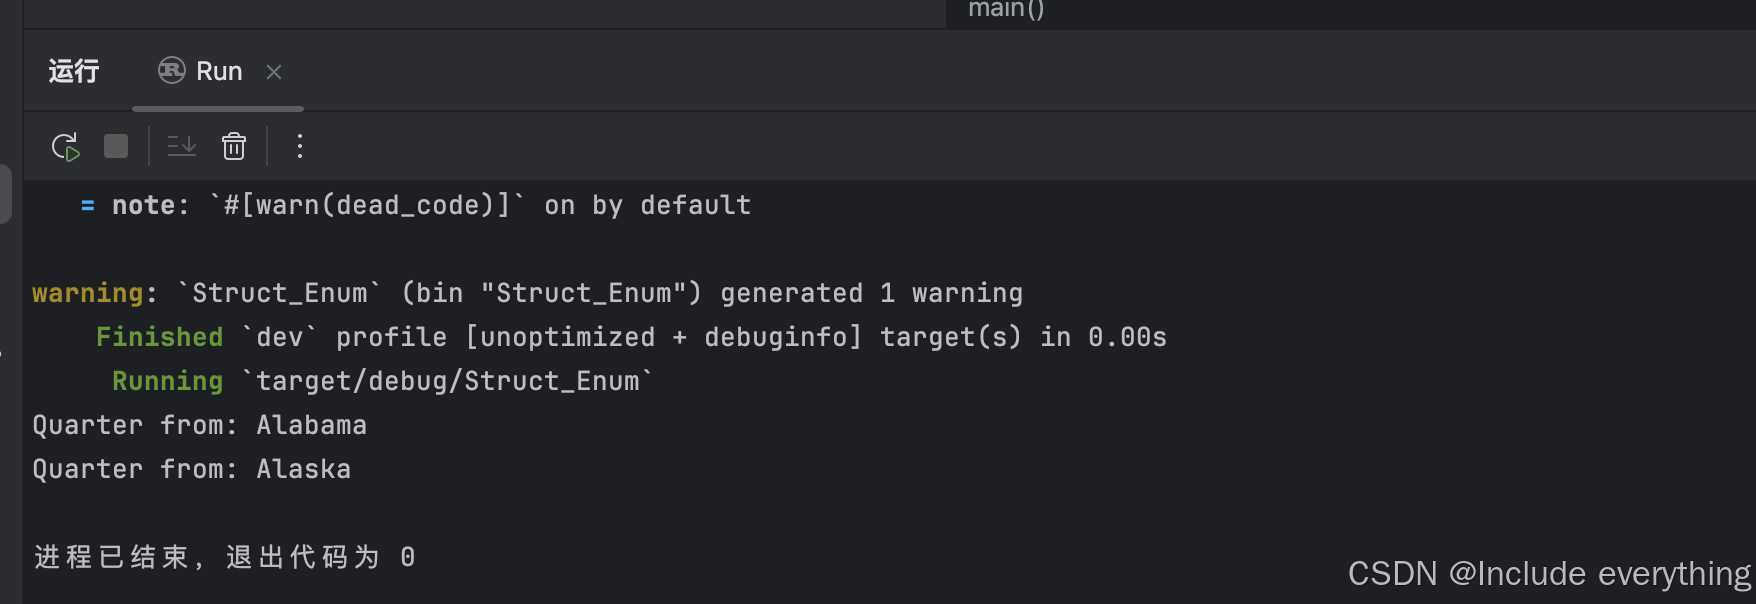 main()
运行 Run
= note: `#[warn(dead_code)]` on by default
warning: `Struct_Enum` (bin "Struct_Enum") generated 1 warning
Finished `dev` profile [unoptimized + debuginfo] target(s) in 0.00s
Running `target/debug/Struct_Enum`
Quarter from: Alabama
Quarter from: Alaska
进程已结束，退出代码为 0
CSDN @Include everything